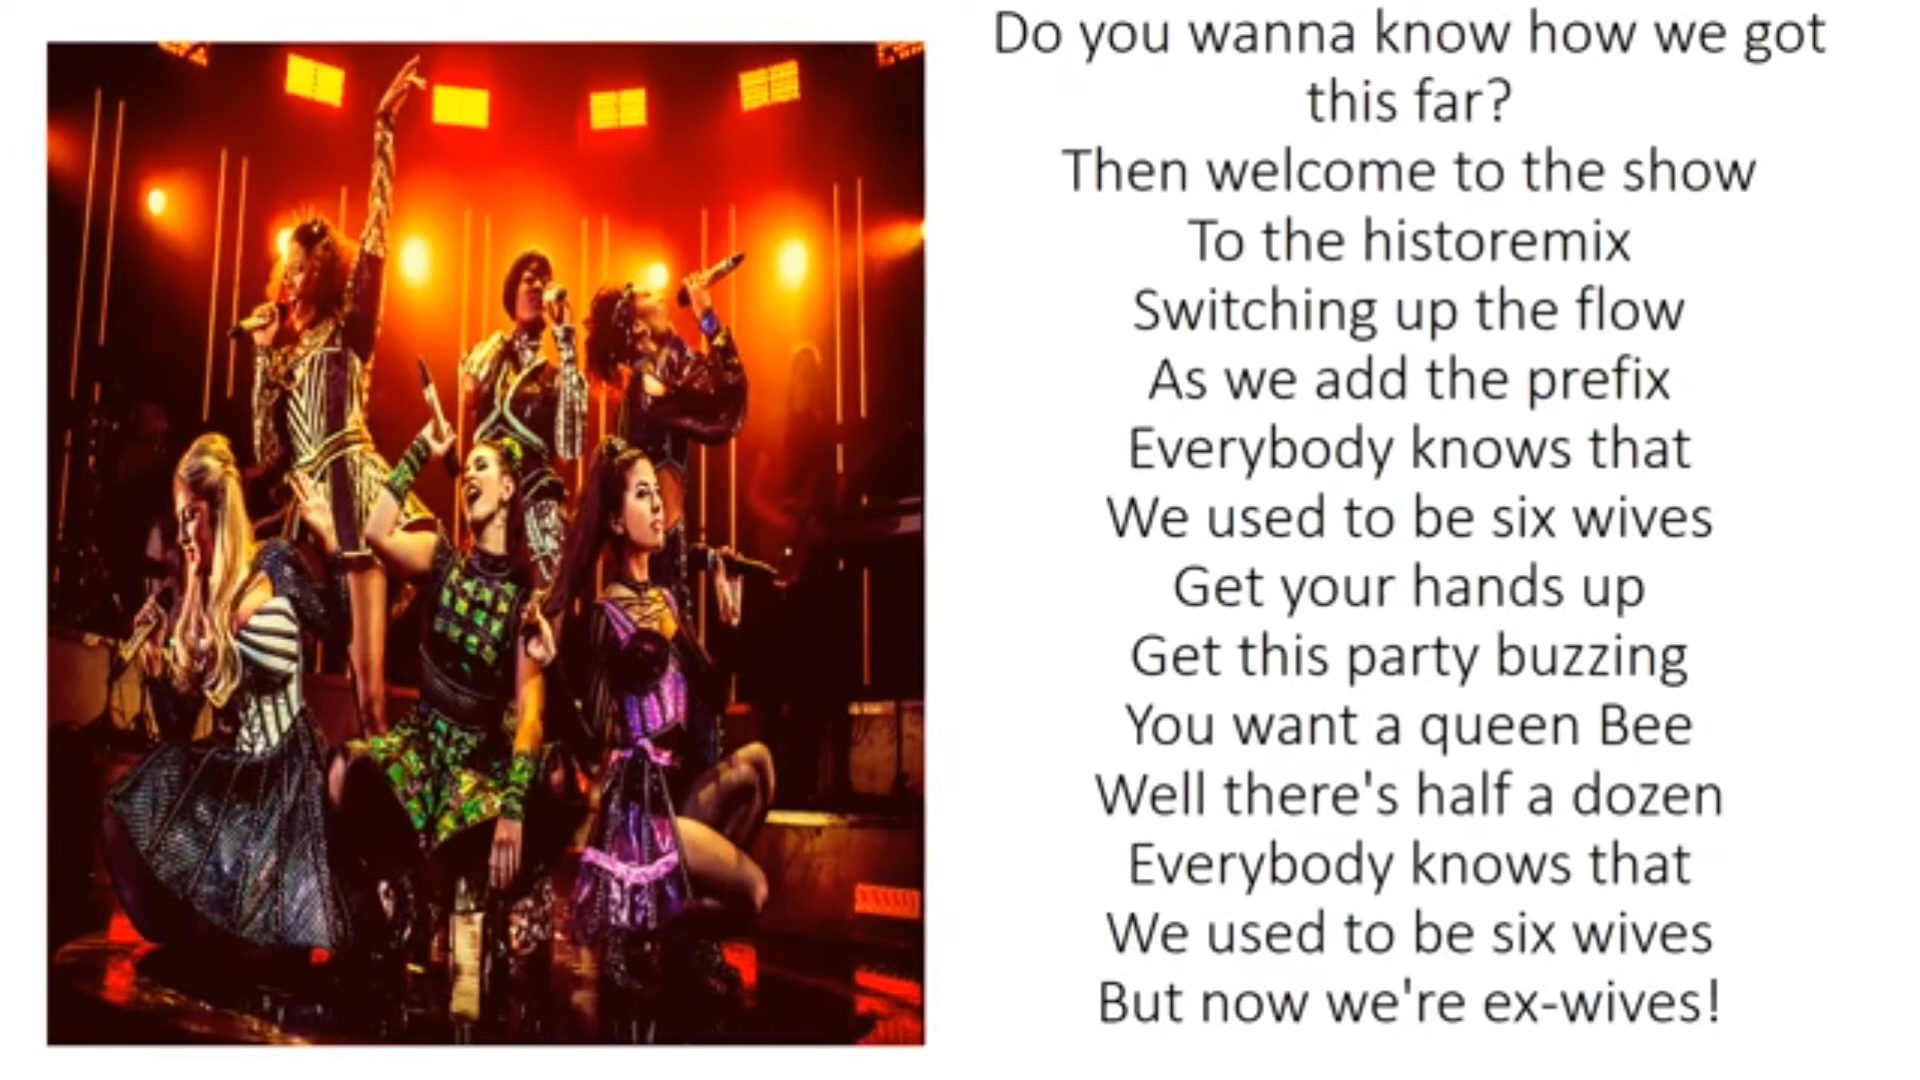 Do you wanna know how we got
this far?
Then welcome to the show
To the historemix
Switching up the flow
As we add the prefix
Everybody knows that
We used to be six wives
Get your hands up
Get this party buzzing
You want a queen Bee
Well there's half a dozen
Everybody knows that
We used to be six wives
But now we're ex-wives!